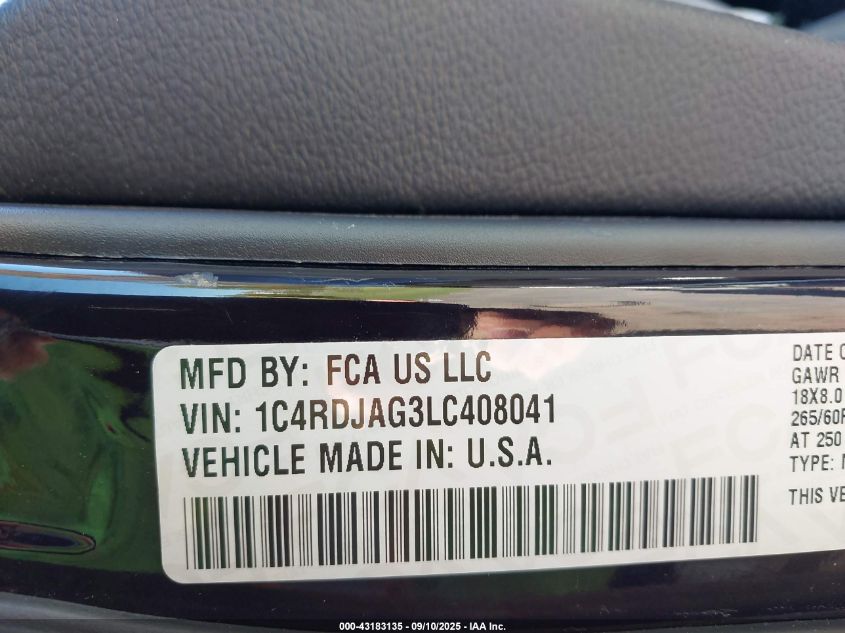 MFD BY: FCA US LLC
VIN: 1C4RDJAG3LC408041
VEHICLE MADE IN: U.S.A.
DATE O
GAWR
18X8.0
265/60R
AT 250
TYPE:
THIS VE
000-43183135 - 09/10/2025 - IAA Inc.